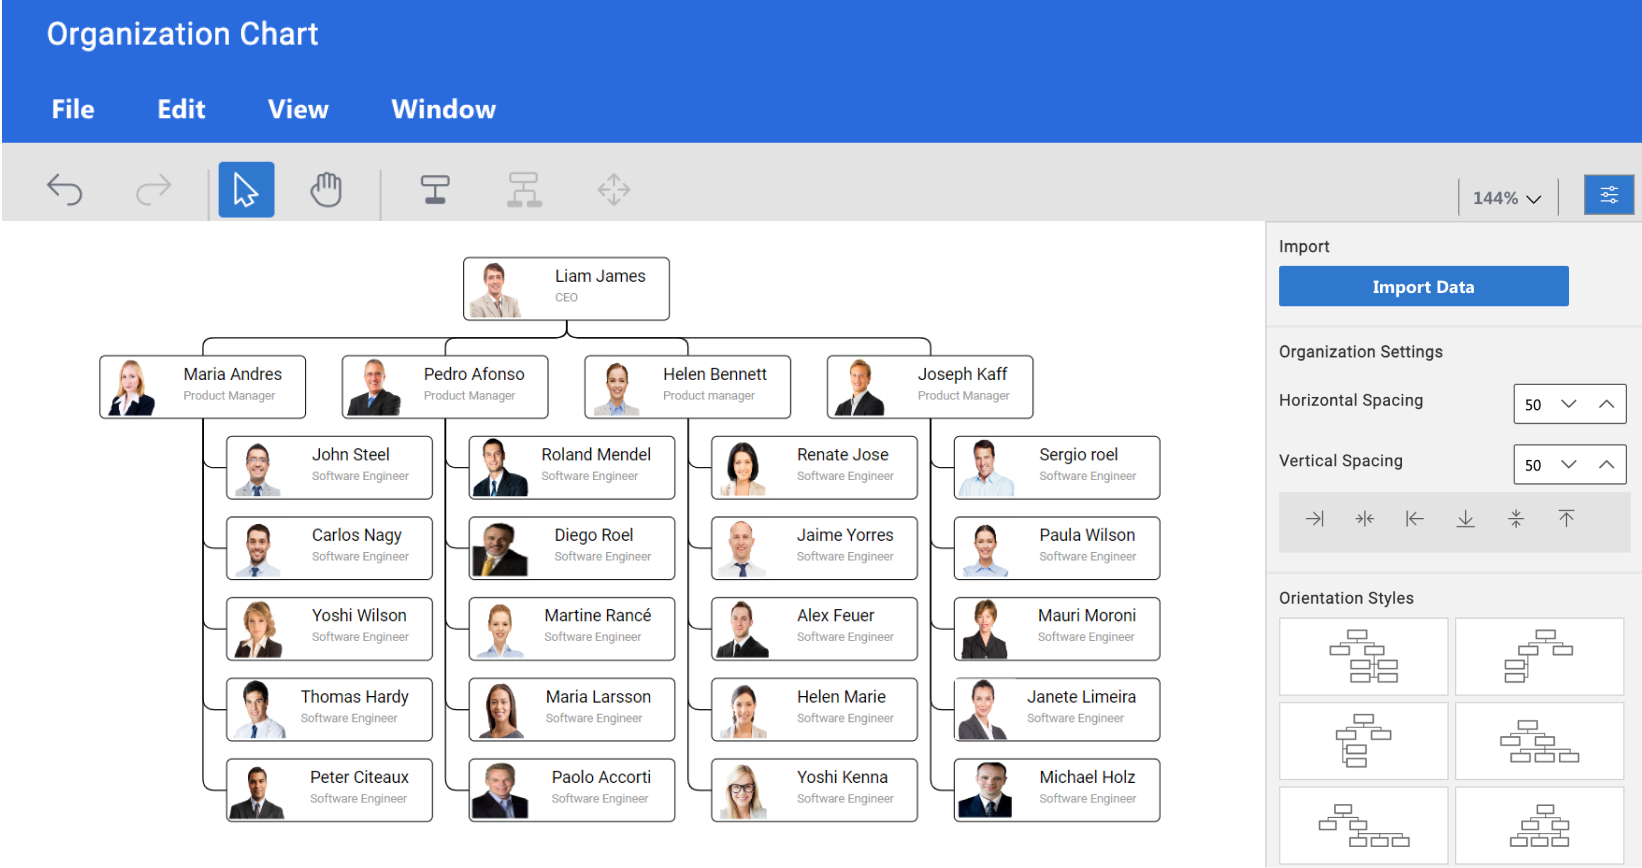 Organization Chart
File Edit View Window
144%
Import
Import Data
Organization Settings
Horizontal Spacing 50
Vertical Spacing 50
Orientation Styles
Liam James
CEO
Maria Andres
Product Manager
Pedro Afonso
Product Manager
Helen Bennett
Product manager
Joseph Kaff
Product Manager
John Steel
Software Engineer
Roland Mendel
Software Engineer
Renate Jose
Software Engineer
Sergio roel
Software Engineer
Carlos Nagy
Software Engineer
Diego Roel
Software Engineer
Jaime Yorres
Software Engineer
Paula Wilson
Software Engineer
Yoshi Wilson
Software Engineer
Martine Rancé
Software Engineer
Alex Feuer
Software Engineer
Mauri Moroni
Software Engineer
Thomas Hardy
Software Engineer
Maria Larsson
Software Engineer
Helen Marie
Software Engineer
Janete Limeira
Software Engineer
Peter Citeaux
Software Engineer
Paolo Accorti
Software Engineer
Yoshi Kenna
Software Engineer
Michael Holz
Software Engineer